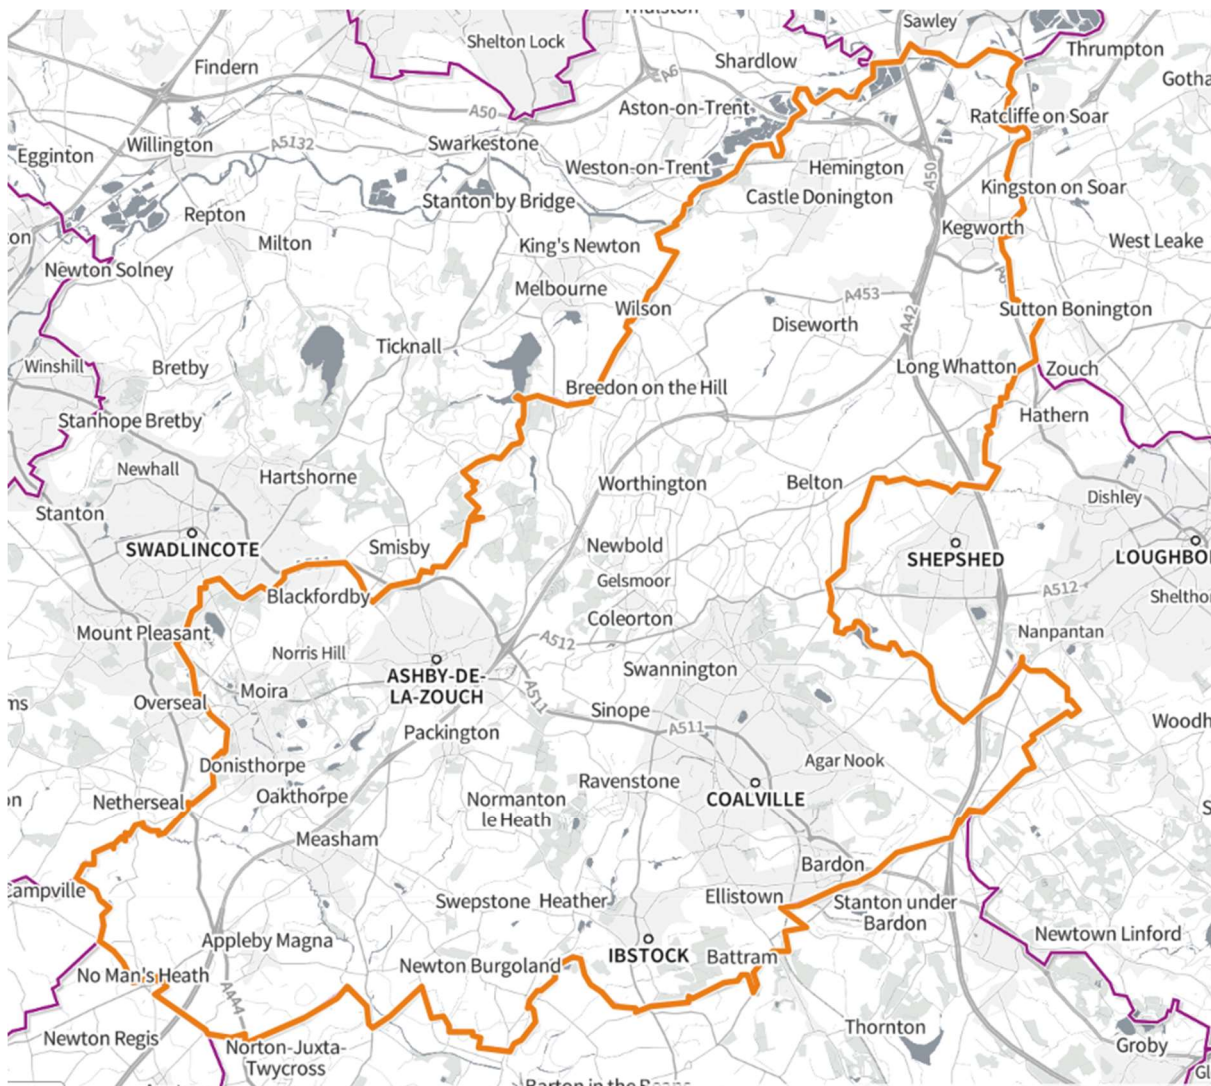 Sawley
Shelton Lock
Thrumpton
Shardlow
Findern
A6
Aston-on-Trent
A50
Ratcliffe on Soar
Willington
A5132
Swarkestone
Egginton
Weston-on-Trent
Hemington
A50
Kingston on Soar
Castle Donington
Stanton by Bridge
Repton
Kegworth
West Leake
Milton
King's Newton
Newton Solney
Melbourne
A453
Wilson
Sutton Bonington
Diseworth
A42
Ticknall
Winshill
Bretby
Long Whatton
Zouch
Breedon on the Hill
Hathern
Stanhope Bretby
Newhall
Hartshorne
Worthington
Belton
Dishley
Stanton
SWADLINCOTE
Smisby
Newbold
SHEPSHED
Gelsmoor
A512
Blackfordby
Coleorton
Mount Pleasant
Nanpantan
A512
Norris Hill
ASHBY-DE-
LA-ZOUCH
Swannington
Moira
Overseal
A511
Sinope
A511
Packington
Agar Nook
Donisthorpe
Ravenstone
COALVILLE
Netherseal
Oakthorpe
Normanton
le Heath
Measham
Bardon
Ellistown
Swepstone
Heather
Stanton under
Bardon
Newtown Linford
Appleby Magna
IBSTOCK
Battram
Newton Burgoland
No Man's Heath
A444
Thornton
Newton Regis
Norton-Juxta-
Twycross
Groby